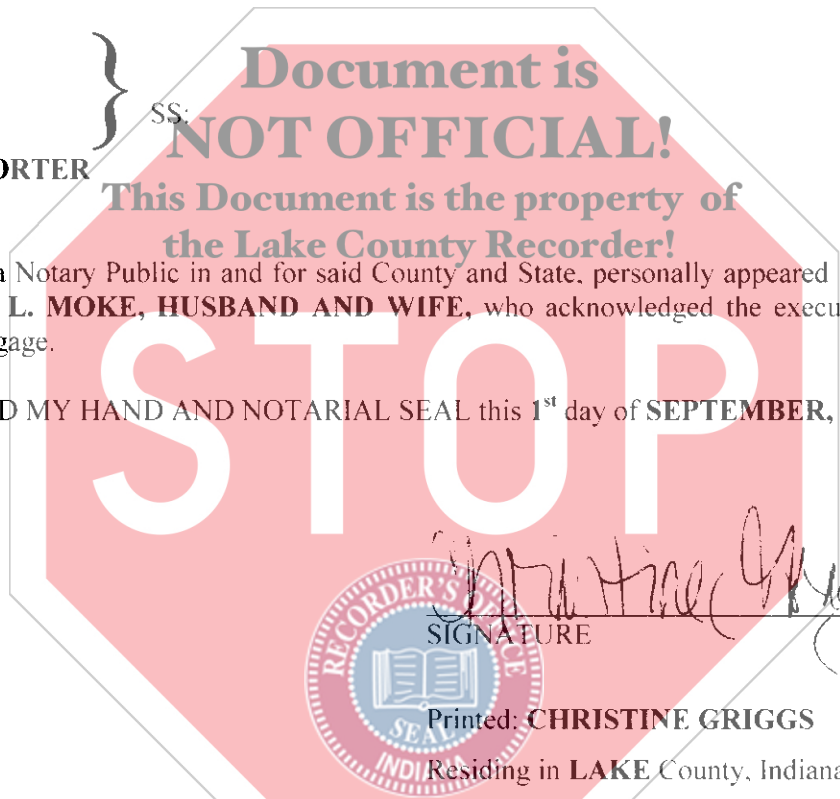 Document is
SS:
NOT OFFICIAL!
ORTER
This Document is the property of
the Lake County Recorder!
a Notary Public in and for said County and State, personally appeared
L. MOKE, HUSBAND AND WIFE, who acknowledged the execu
gage.
STOP
D MY HAND AND NOTARIAL SEAL this 1st day of SEPTEMBER,
Christine Grig
SIGNATURE
RECORDER'S OFFICE
SEAL
INDIANA
Printed: CHRISTINE GRIGGS
Residing in LAKE County, Indiana